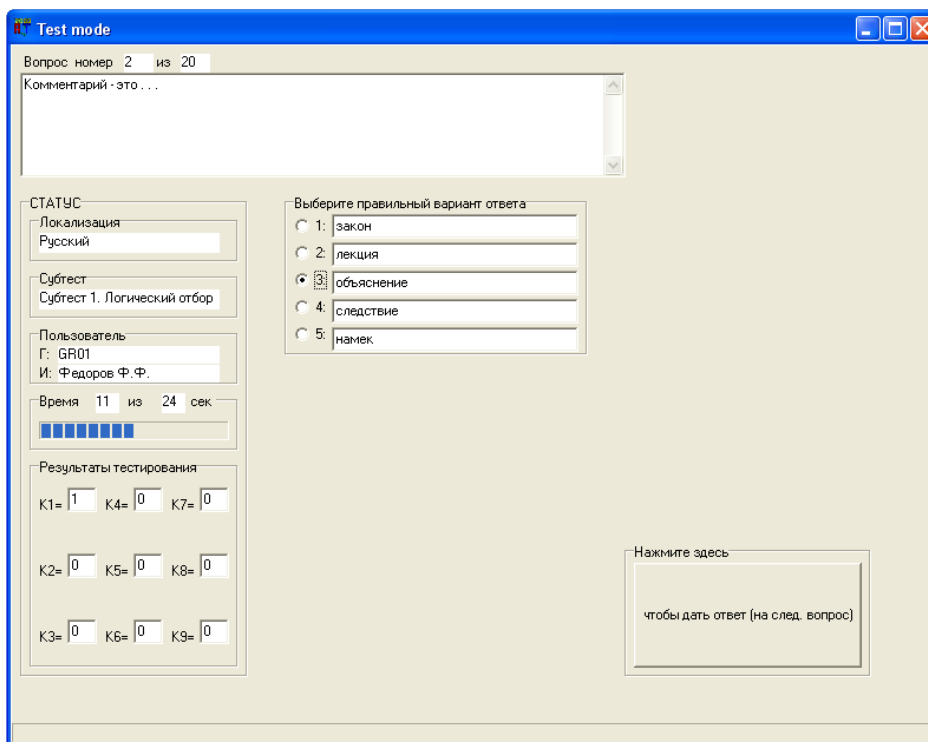 Test mode
Вопрос номер 2 из 20
Комментарий - это . . .
СТАТУС
Локализация
Русский
Субтест
Субтест 1. Логический отбор
Пользователь
Г: GR01
И: Федоров Ф.Ф.
Время 11 из 24 сек
Результаты тестирования
K1= 1 K4= 0 K7= 0
K2= 0 K5= 0 K8= 0
K3= 0 K6= 0 K9= 0
Выберите правильный вариант ответа
1: закон
2: лекция
3: объяснение
4: следствие
5: намек
Нажмите здесь
чтобы дать ответ (на след. вопрос)